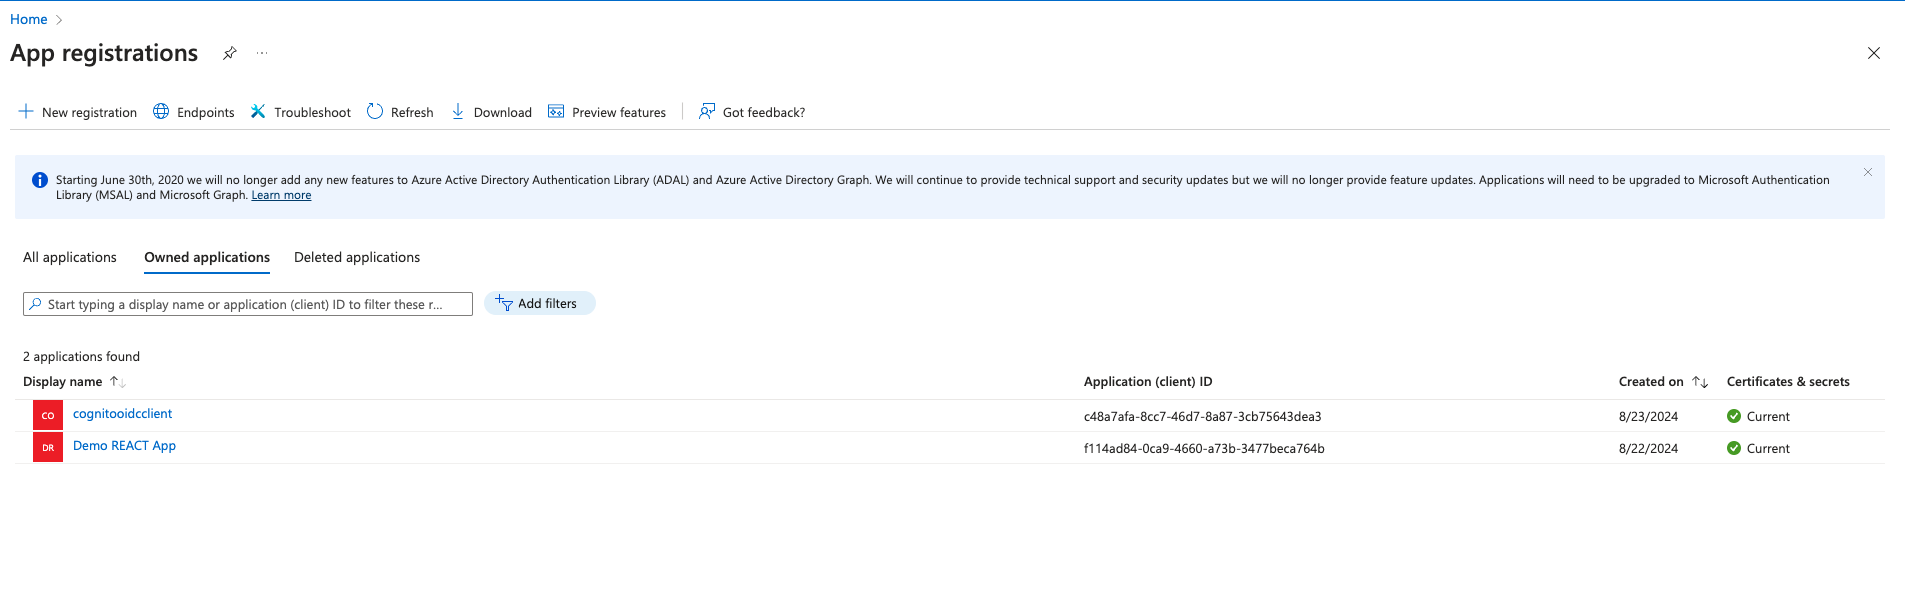 Home
App registrations
New registration
Endpoints
Troubleshoot
Refresh
Download
Preview features
Got feedback?
Starting June 30th, 2020 we will no longer add any new features to Azure Active Directory Authentication Library (ADAL) and Azure Active Directory Graph. We will continue to provide technical support and security updates but we will no longer provide feature updates. Applications will need to be upgraded to Microsoft Authentication
Library (MSAL) and Microsoft Graph. Learn more
All applications
Owned applications
Deleted applications
Start typing a display name or application (client) ID to filter these r...
Add filters
2 applications found
Display name
Application (client) ID
Created on
Certificates & secrets
CO
cognitooidcclient
c48a7afa-8cc7-46d7-8a87-3cb75643dea3
8/23/2024
Current
DR
Demo REACT App
f114ad84-0ca9-4660-a73b-3477beca764b
8/22/2024
Current